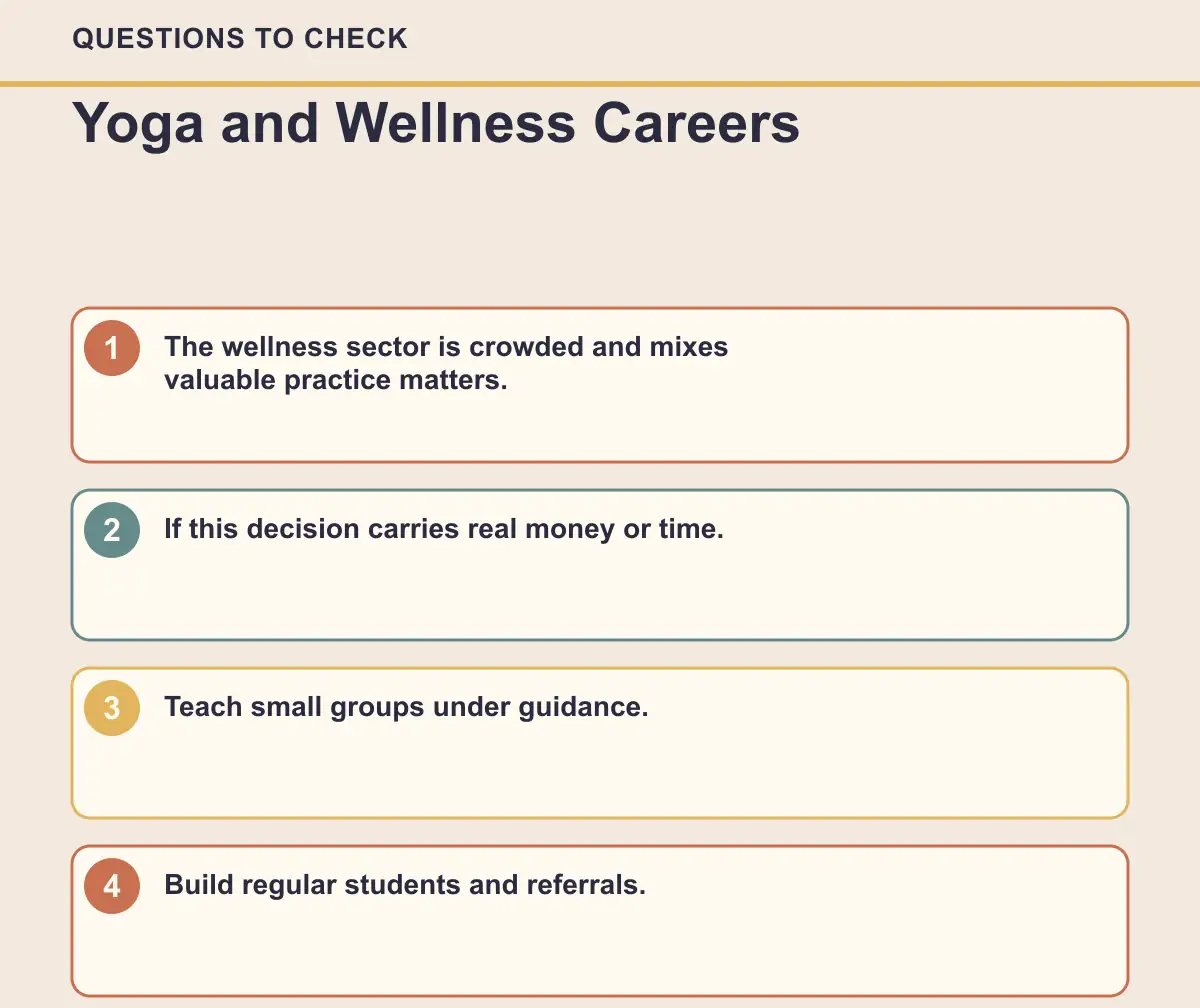 QUESTIONS TO CHECK
Yoga and Wellness Careers
1
The wellness sector is crowded and mixes
valuable practice matters.
2
If this decision carries real money or time.
3
Teach small groups under guidance.
4
Build regular students and referrals.